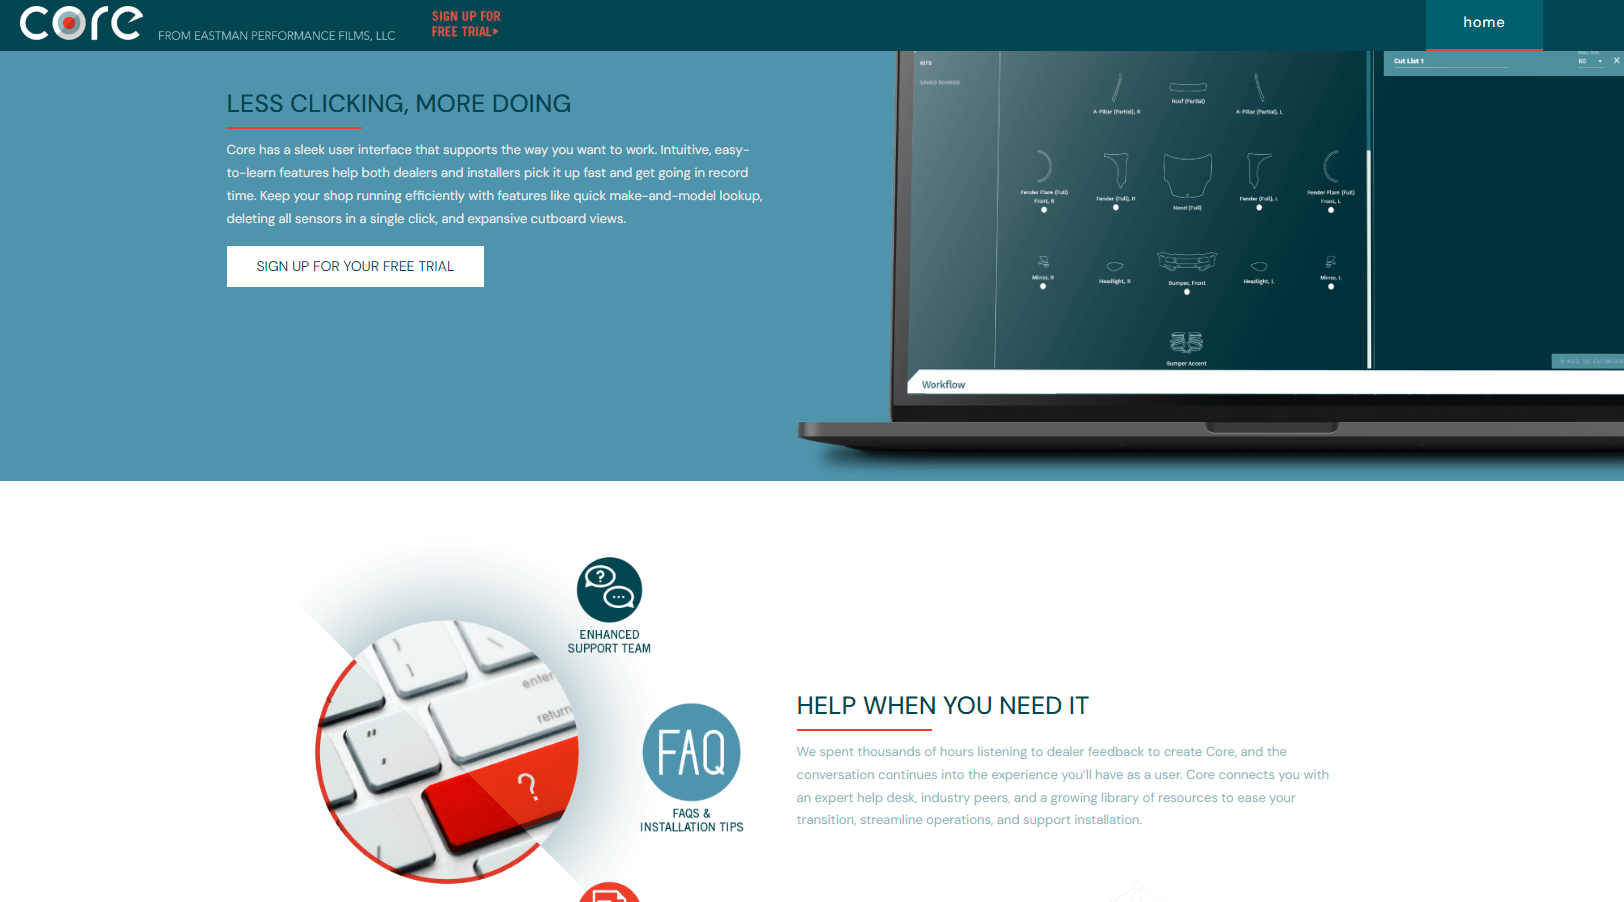 core
FROM EASTMAN PERFORMANCE FILMS, LLC
SIGN UP FOR
FREE TRIAL
home
LESS CLICKING, MORE DOING
Core has a sleek user interface that supports the way you want to work. Intuitive, easy-
to-learn features help both dealers and installers pick it up fast and get going in record
time. Keep your shop running efficiently with features like quick make-and-model lookup,
deleting all sensors in a single click, and expansive cutboard views.
SIGN UP FOR YOUR FREE TRIAL
KITS
SAVED BOARDS
Cut List 1
60
A-Pillar (Partial), R
Roof (Partial)
A-Pillar (Partial), L
Fender Flare (Full)
Front, R
Fender (Full), R
Hood (Full)
Fender (Full), L
Fender Flare (Full)
Front, L
Mirror, R
Headlight, R
Bumper, Front
Headlight, L
Mirror, L
Bumper Accent
+ ADD TO CUTBOARD
Workflow
ENHANCED
SUPPORT TEAM
enter
return
"
?
FAQ
FAQS &
INSTALLATION TIPS
HELP WHEN YOU NEED IT
We spent thousands of hours listening to dealer feedback to create Core, and the
conversation continues into the experience you'll have as a user. Core connects you with
an expert help desk, industry peers, and a growing library of resources to ease your
transition, streamline operations, and support installation.